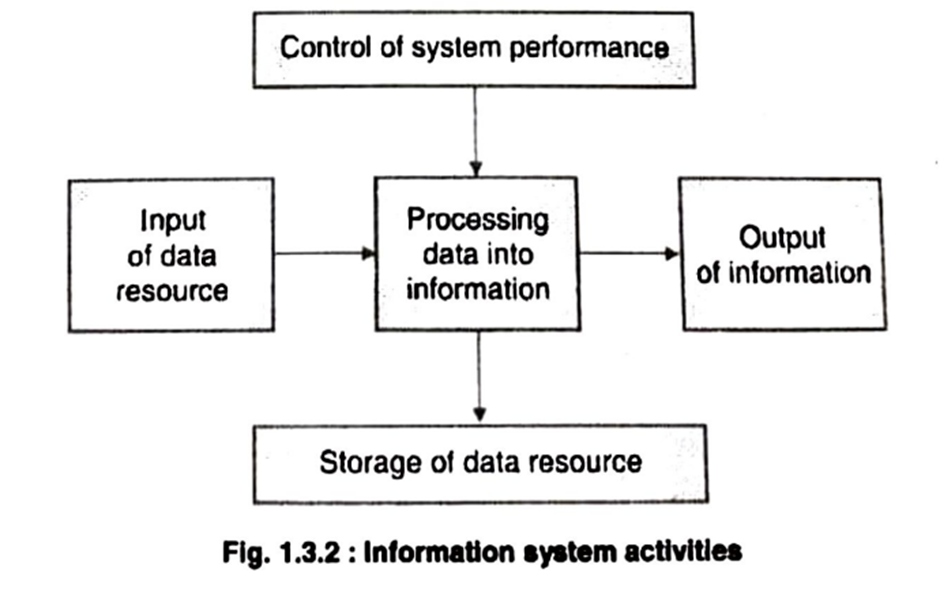 Control of system performance
Input
of data
resource
Processing
data into
information
Output
of information
Storage of data resource
Fig. 1.3.2 : Information system activities